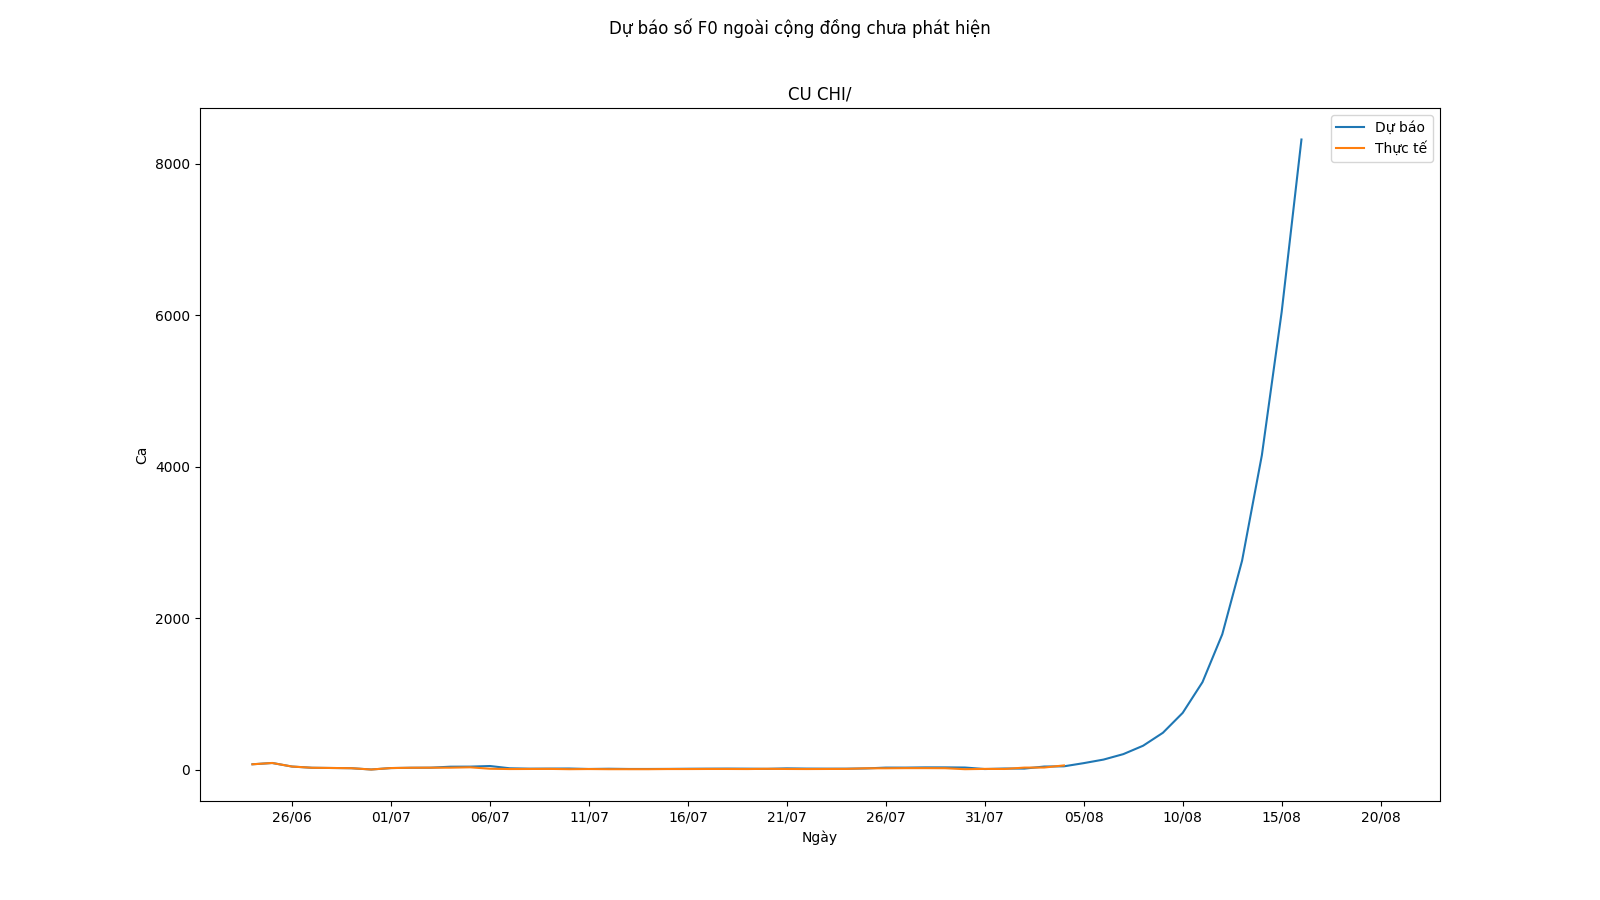 Dự báo số F0 ngoài cộng đồng chưa phát hiện
CU CHI/
Dự báo
Thực tế
8000
6000
4000
2000
0
Ca
26/06 01/07 06/07 11/07 16/07 21/07 26/07 31/07 05/08 10/08 15/08 20/08
Ngày